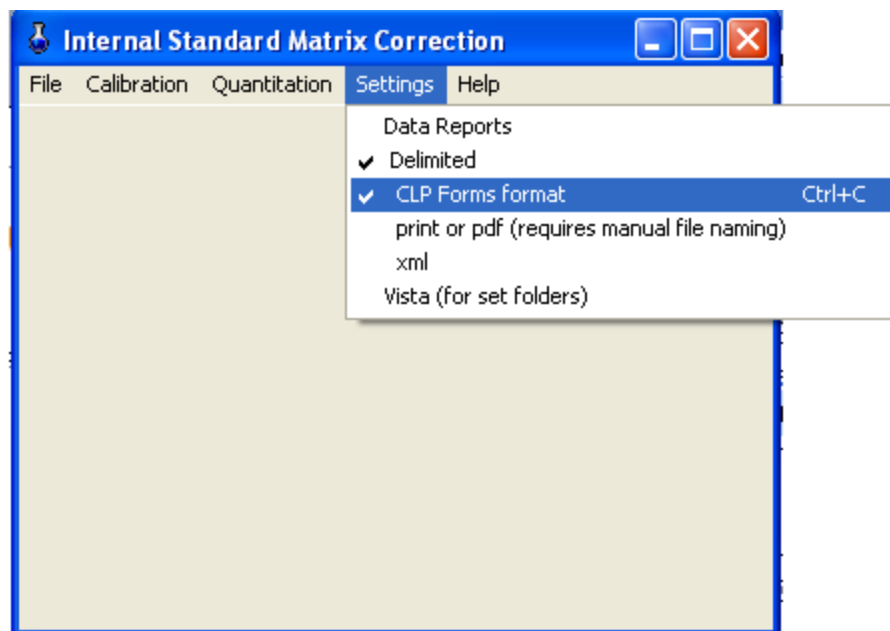 Internal Standard Matrix Correction
File Calibration Quantitation Settings Help
Data Reports
Delimited
CLP Forms format Ctrl+C
print or pdf (requires manual file naming)
xml
Vista (for set folders)